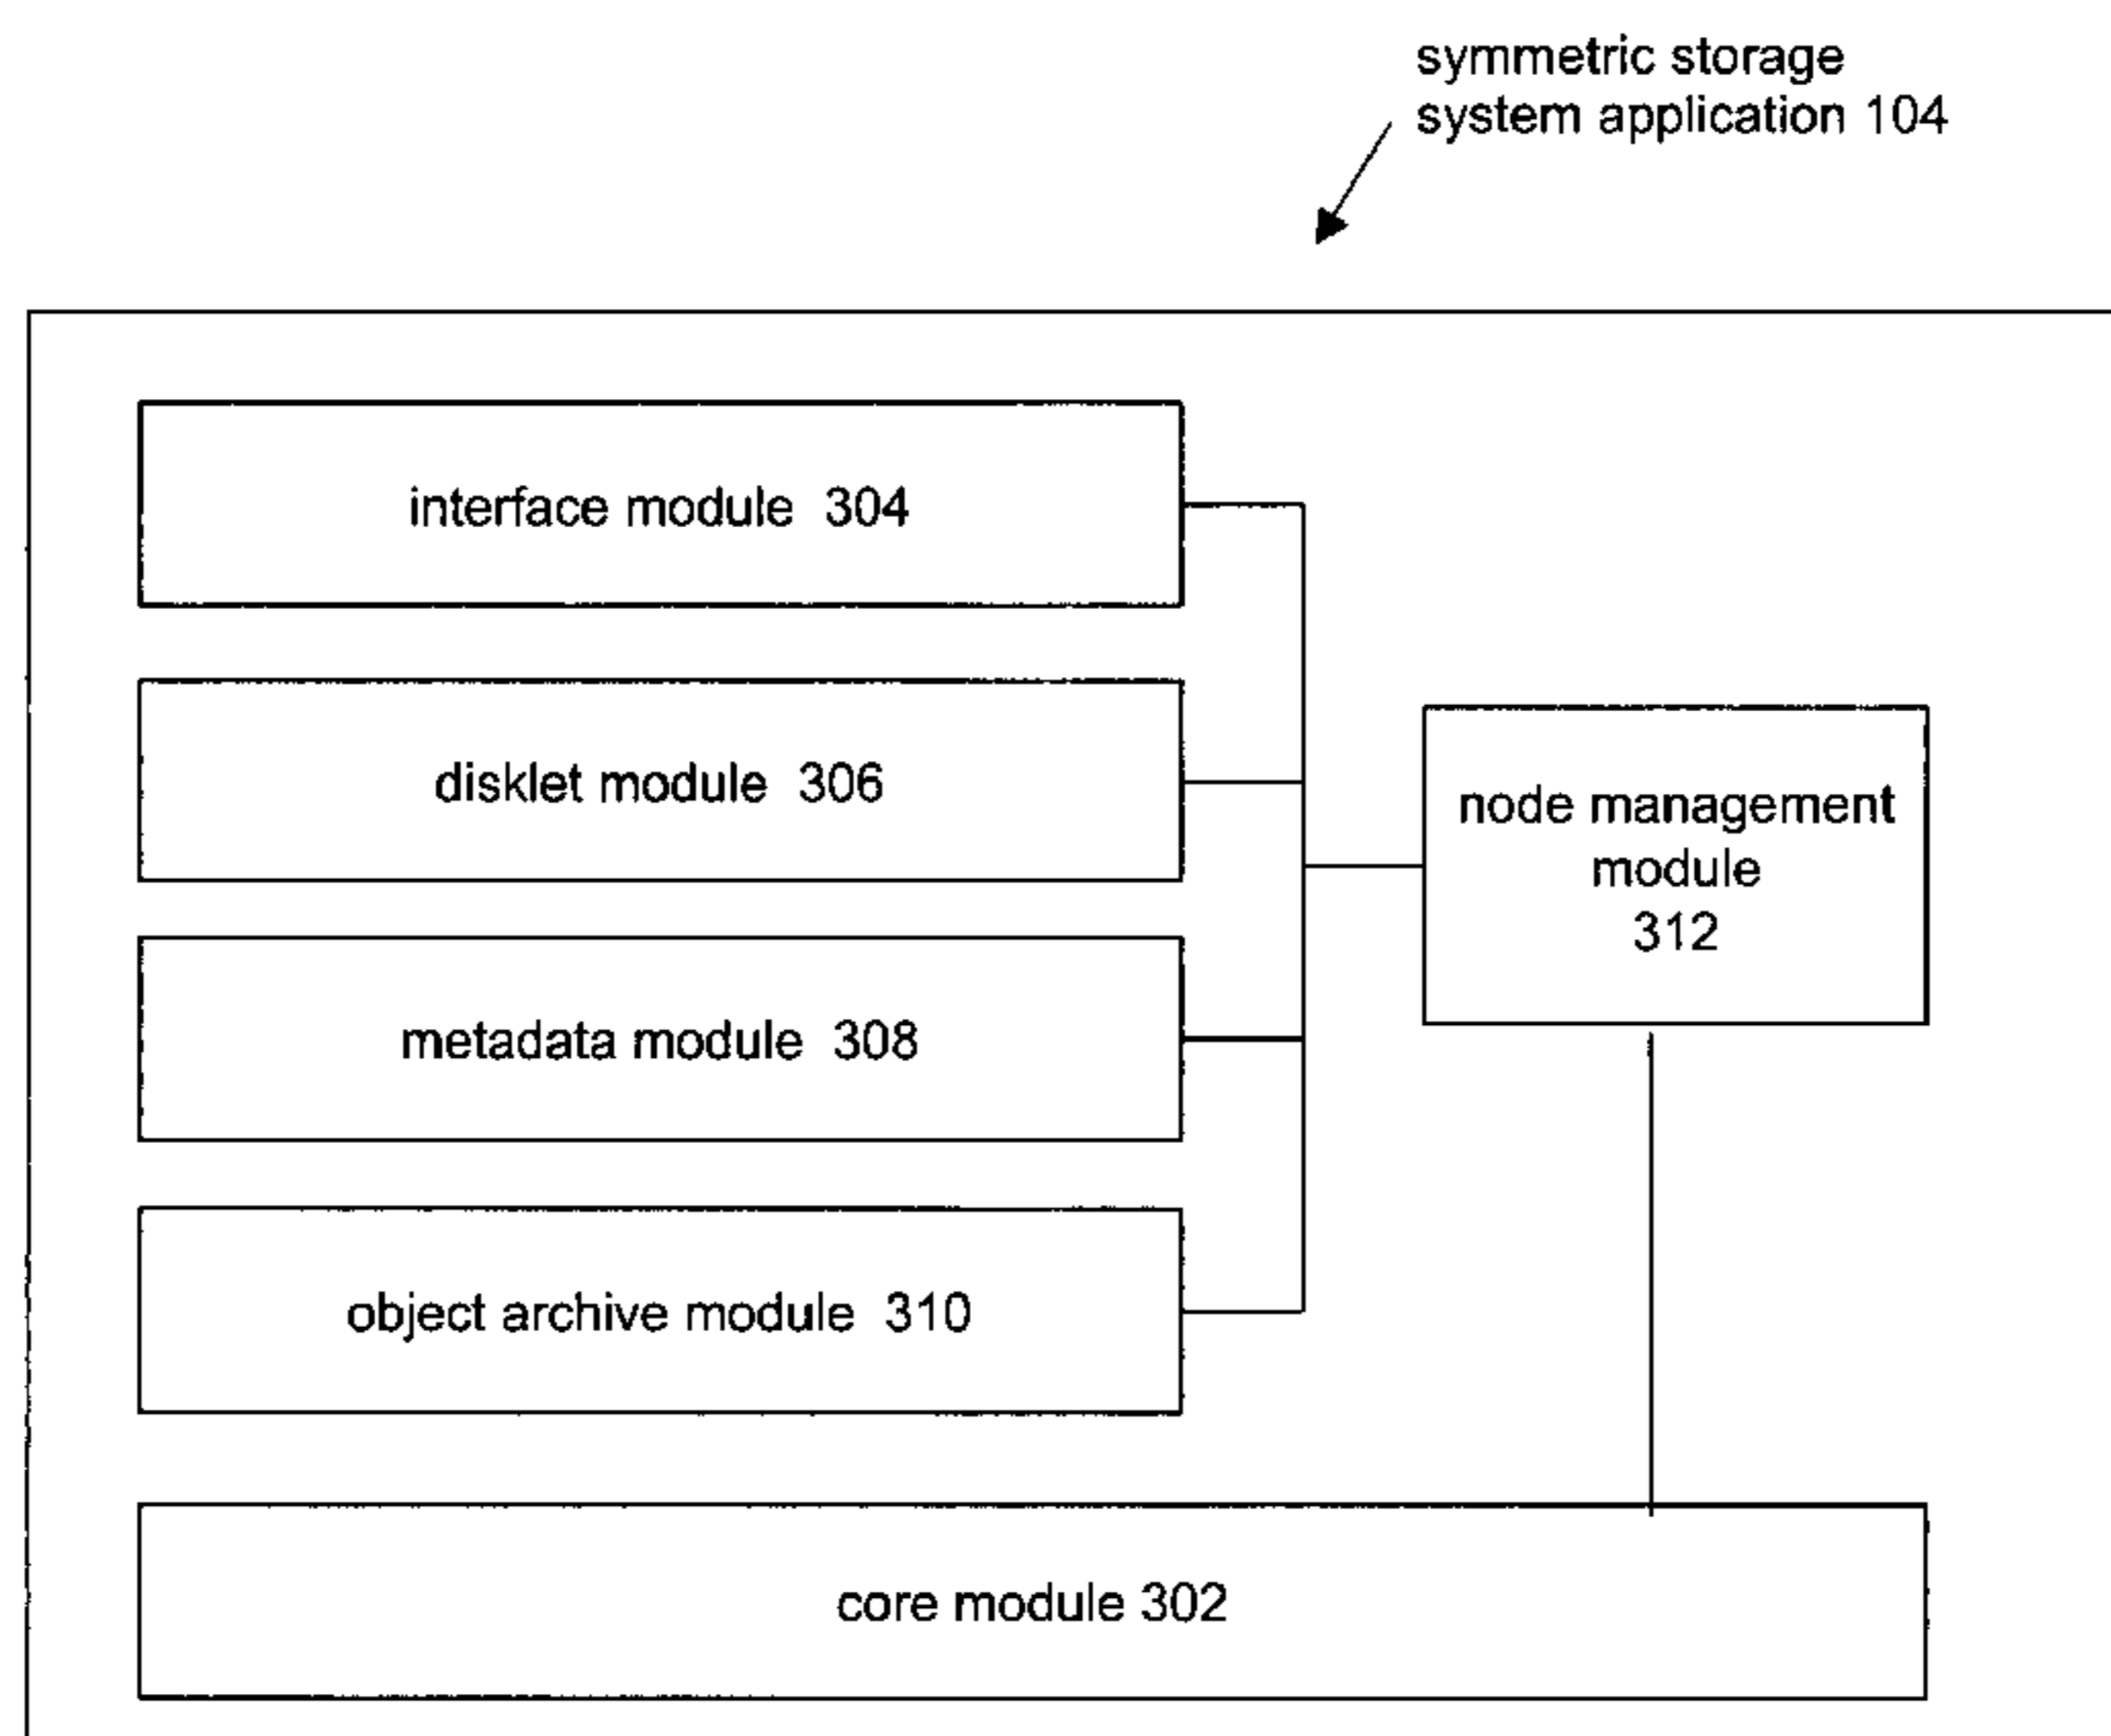 symmetric storage
system application 104
interface module 304
disklet module 306
node management
module
312
metadata module 308
object archive module 310
core module 302